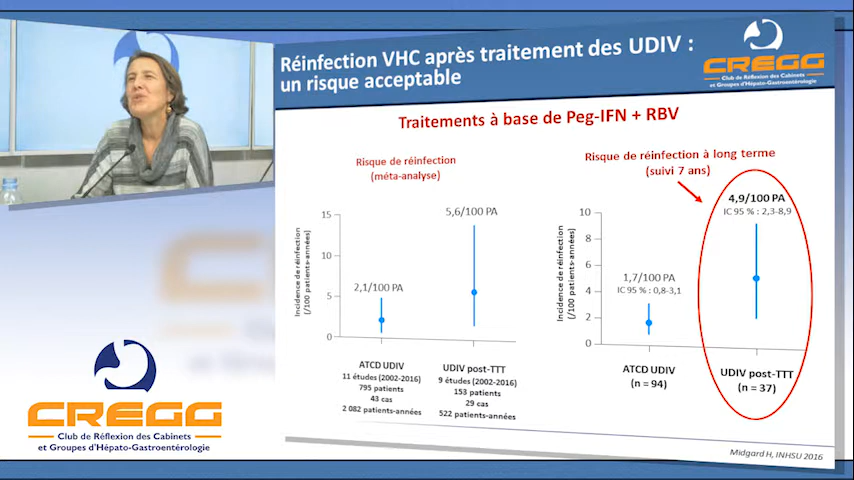 Réinfection VHC après traitement des UDIV :
un risque acceptable
CREGG
Club de Réflexion des Cabinets
et Groupes d'Hépato-Gastroentérologie
Traitements à base de Peg-IFN + RBV
Risque de réinfection
(méta-analyse)
Incidence de réinfection
(/100 patients-années)
15
10
5
0
2,1/100 PA
5,6/100 PA
ATCD UDIV
11 études (2002-2016)
795 patients
43 cas
2 082 patients-années
UDIV post-TTT
9 études (2002-2016)
153 patients
29 cas
522 patients-années
Risque de réinfection à long terme
(suivi 7 ans)
Incidence de réinfection
(/100 patients-années)
10
8
6
4
2
0
1,7/100 PA
IC 95 % : 0,8-3,1
4,9/100 PA
IC 95 % : 2,3-8,9
ATCD UDIV
(n = 94)
UDIV post-TTT
(n = 37)
Midgard H, INHSU 2016
CREGG
Club de Réflexion des Cabinets
et Groupes d'Hépato-Gastroentérologie